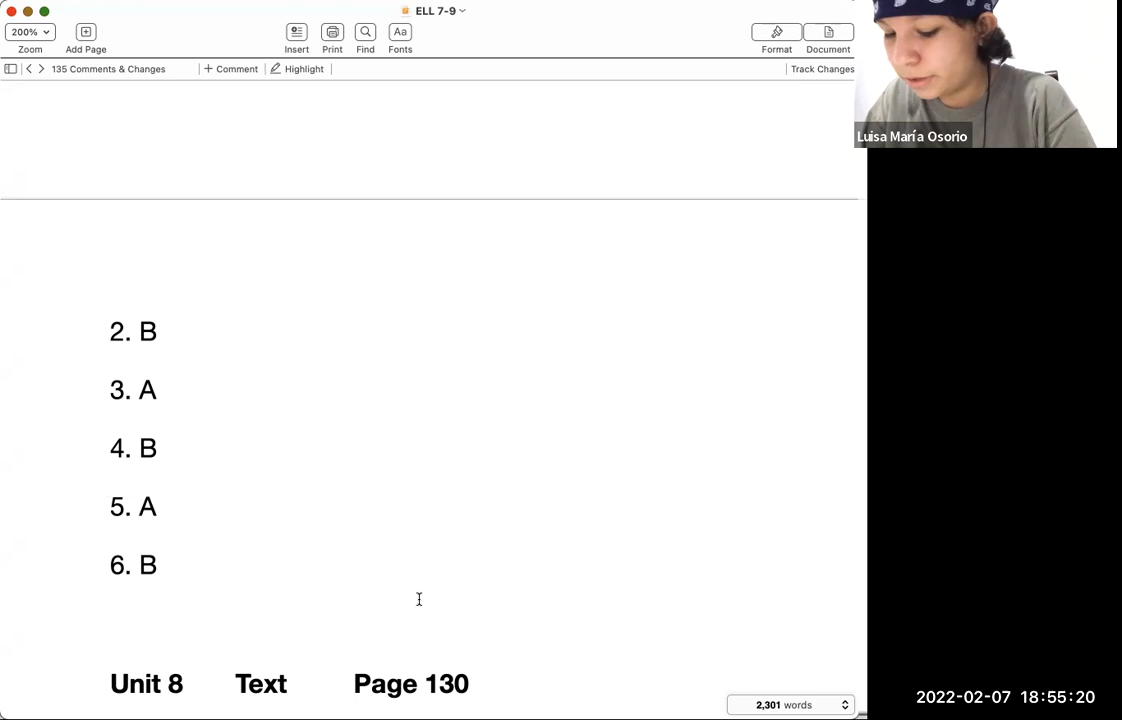 ELL 7-9
200%
Zoom
Add Page
Insert
Print
Find
Aa
Fonts
Format
Document
135 Comments & Changes
+ Comment
Highlight
Track Changes
Luisa María Osorio
2. B
3. A
4. B
5. A
6. B
Unit 8 Text Page 130
2,301 words
2022-02-07 18:55:20